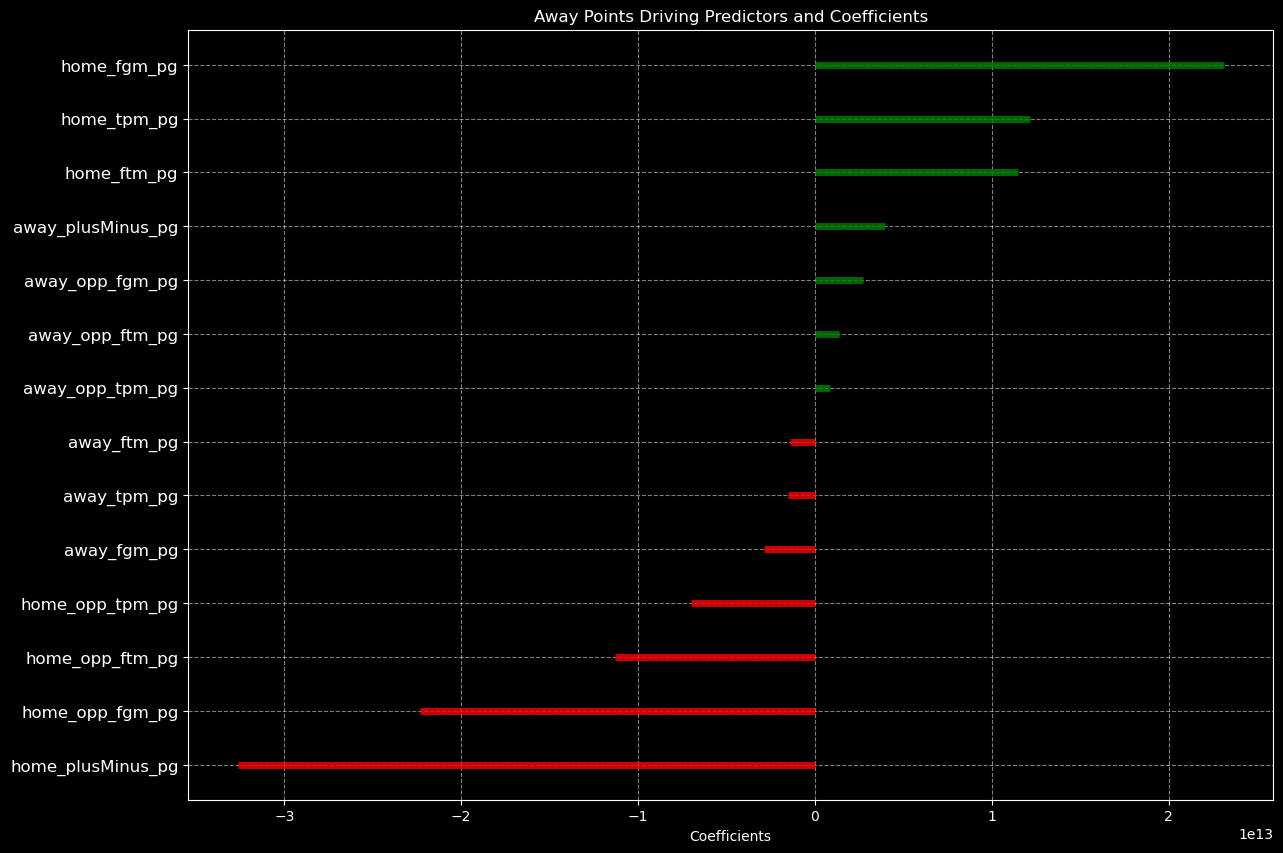 Away Points Driving Predictors and Coefficients
home_fgm_pg
home_tpm_pg
home_ftm_pg
away_plusMinus_pg
away_opp_fgm_pg
away_opp_ftm_pg
away_opp_tpm_pg
away_ftm_pg
away_tpm_pg
away_fgm_pg
home_opp_tpm_pg
home_opp_ftm_pg
home_opp_fgm_pg
home_plusMinus_pg
−3 −2 −1 0 1 2
Coefficients
1e13